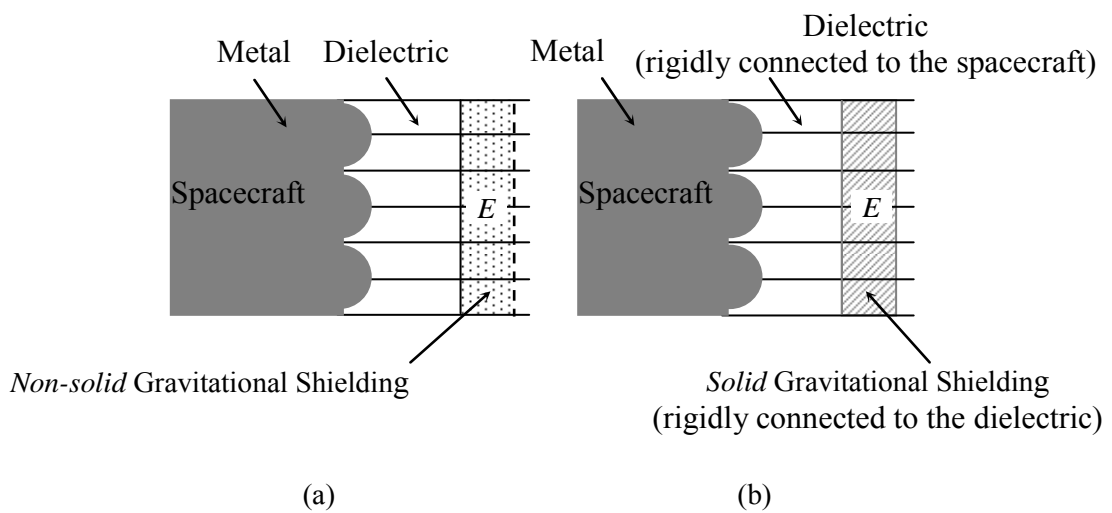 Metal
Dielectric
Spacecraft
E
Non-solid Gravitational Shielding
(a)
Dielectric
(rigidly connected to the spacecraft)
Metal
Spacecraft
E
Solid Gravitational Shielding
(rigidly connected to the dielectric)
(b)